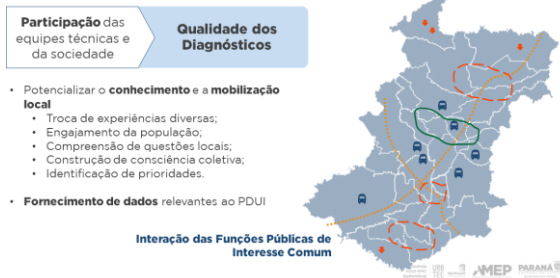 Participação das
equipes técnicas e
da sociedade
Qualidade dos
Diagnósticos
• Potencializar o conhecimento e a mobilização
local
• Troca de experiências diversas;
• Engajamento da população;
• Compreensão de questões locais;
• Construção de consciência coletiva;
• Identificação de prioridades.
• Fornecimento de dados relevantes ao PDUI
Interação das Funções Públicas de
Interesse Comum
AMEP PARANÁ